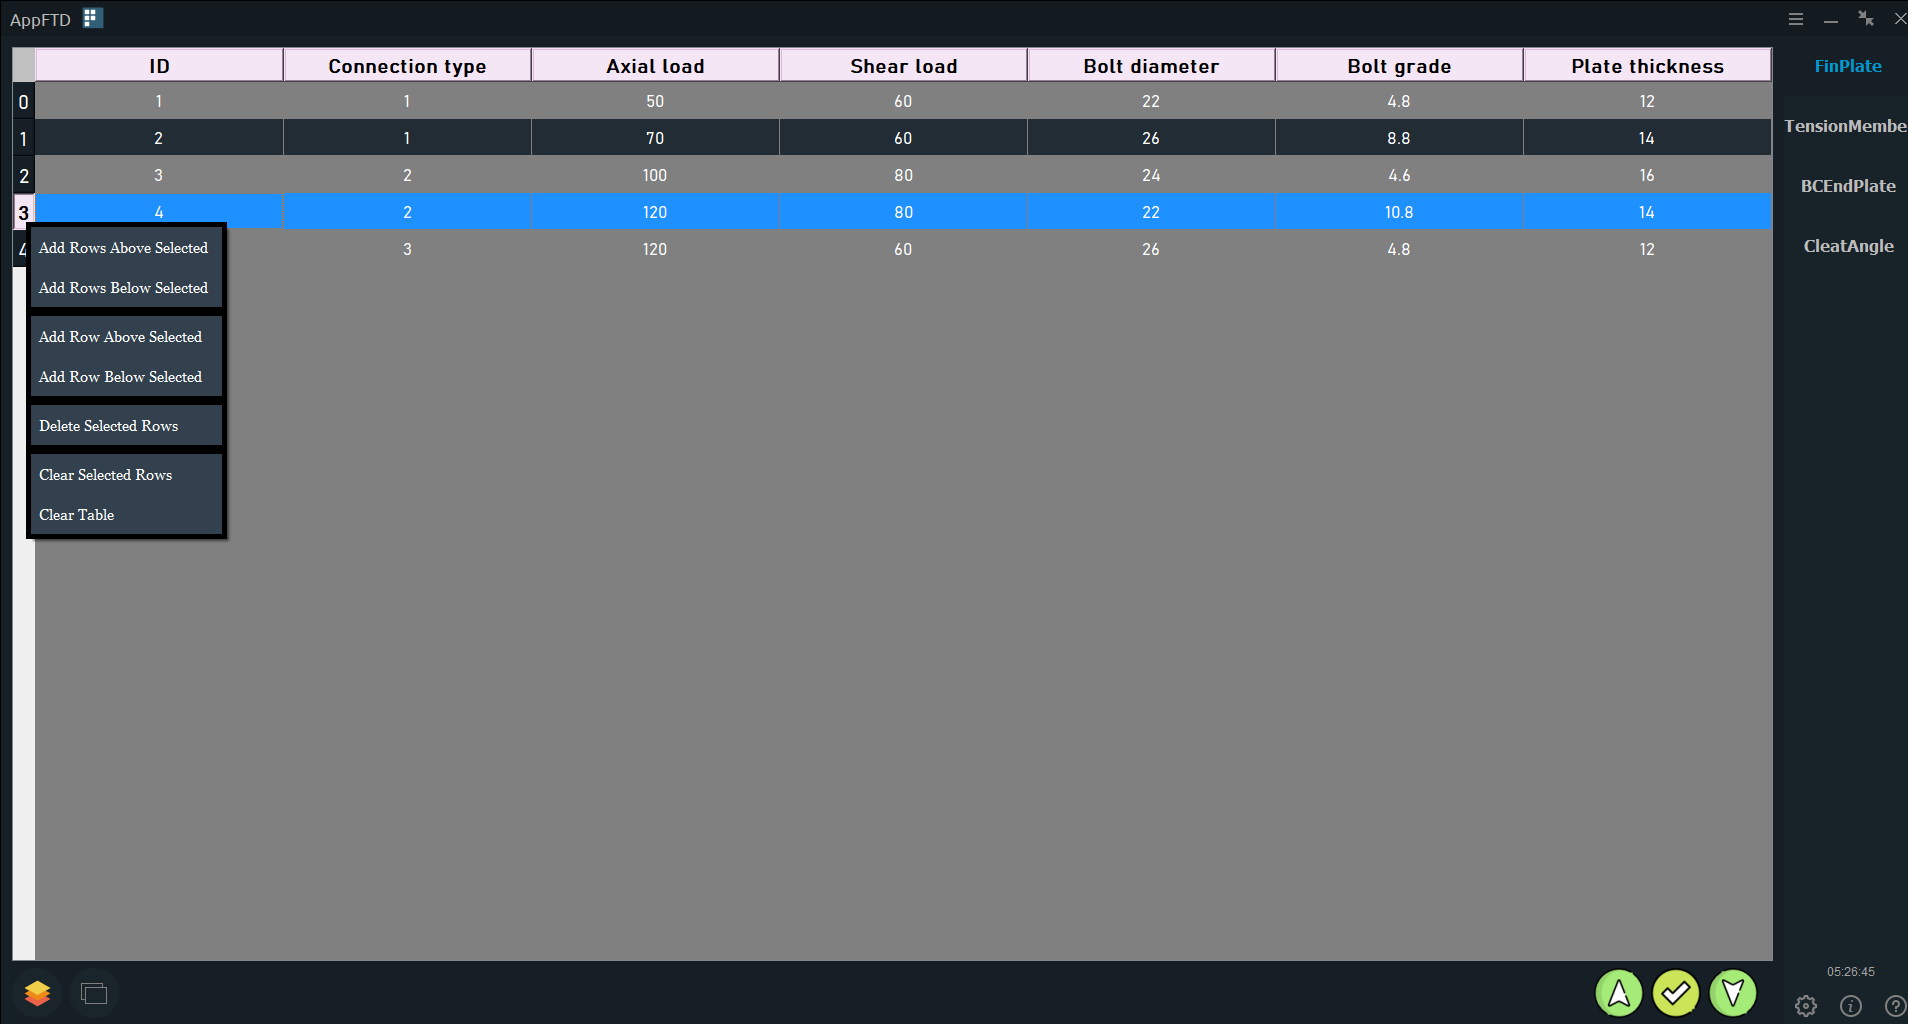 AppFTD
ID Connection type Axial load Shear load Bolt diameter Bolt grade Plate thickness
0 1 1 50 60 22 4.8 12
1 2 1 70 60 26 8.8 14
2 3 2 100 80 24 4.6 16
3 4 2 120 80 22 10.8 14
4 3 120 60 26 4.8 12
Add Rows Above Selected
Add Rows Below Selected
Add Row Above Selected
Add Row Below Selected
Delete Selected Rows
Clear Selected Rows
Clear Table
FinPlate
TensionMembe
BCEndPlate
CleatAngle
05:26:45